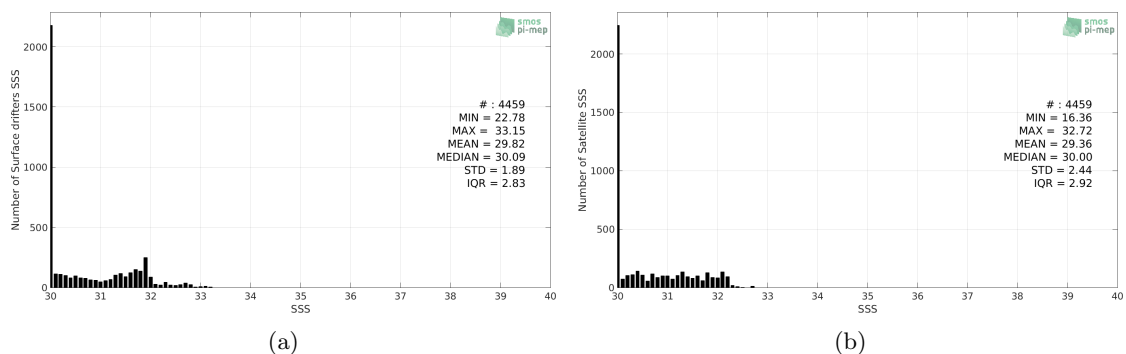 smos
pi-mep
2000
1500
1000
500
0
Number of Surface drifters SSS
# : 4459
MIN = 22.78
MAX = 33.15
MEAN = 29.82
MEDIAN = 30.09
STD = 1.89
IQR = 2.83
30 31 32 33 34 35 36 37 38 39 40
SSS
(a)
smos
pi-mep
2000
1500
1000
500
0
Number of Satellite SSS
# : 4459
MIN = 16.36
MAX = 32.72
MEAN = 29.36
MEDIAN = 30.00
STD = 2.44
IQR = 2.92
30 31 32 33 34 35 36 37 38 39 40
SSS
(b)